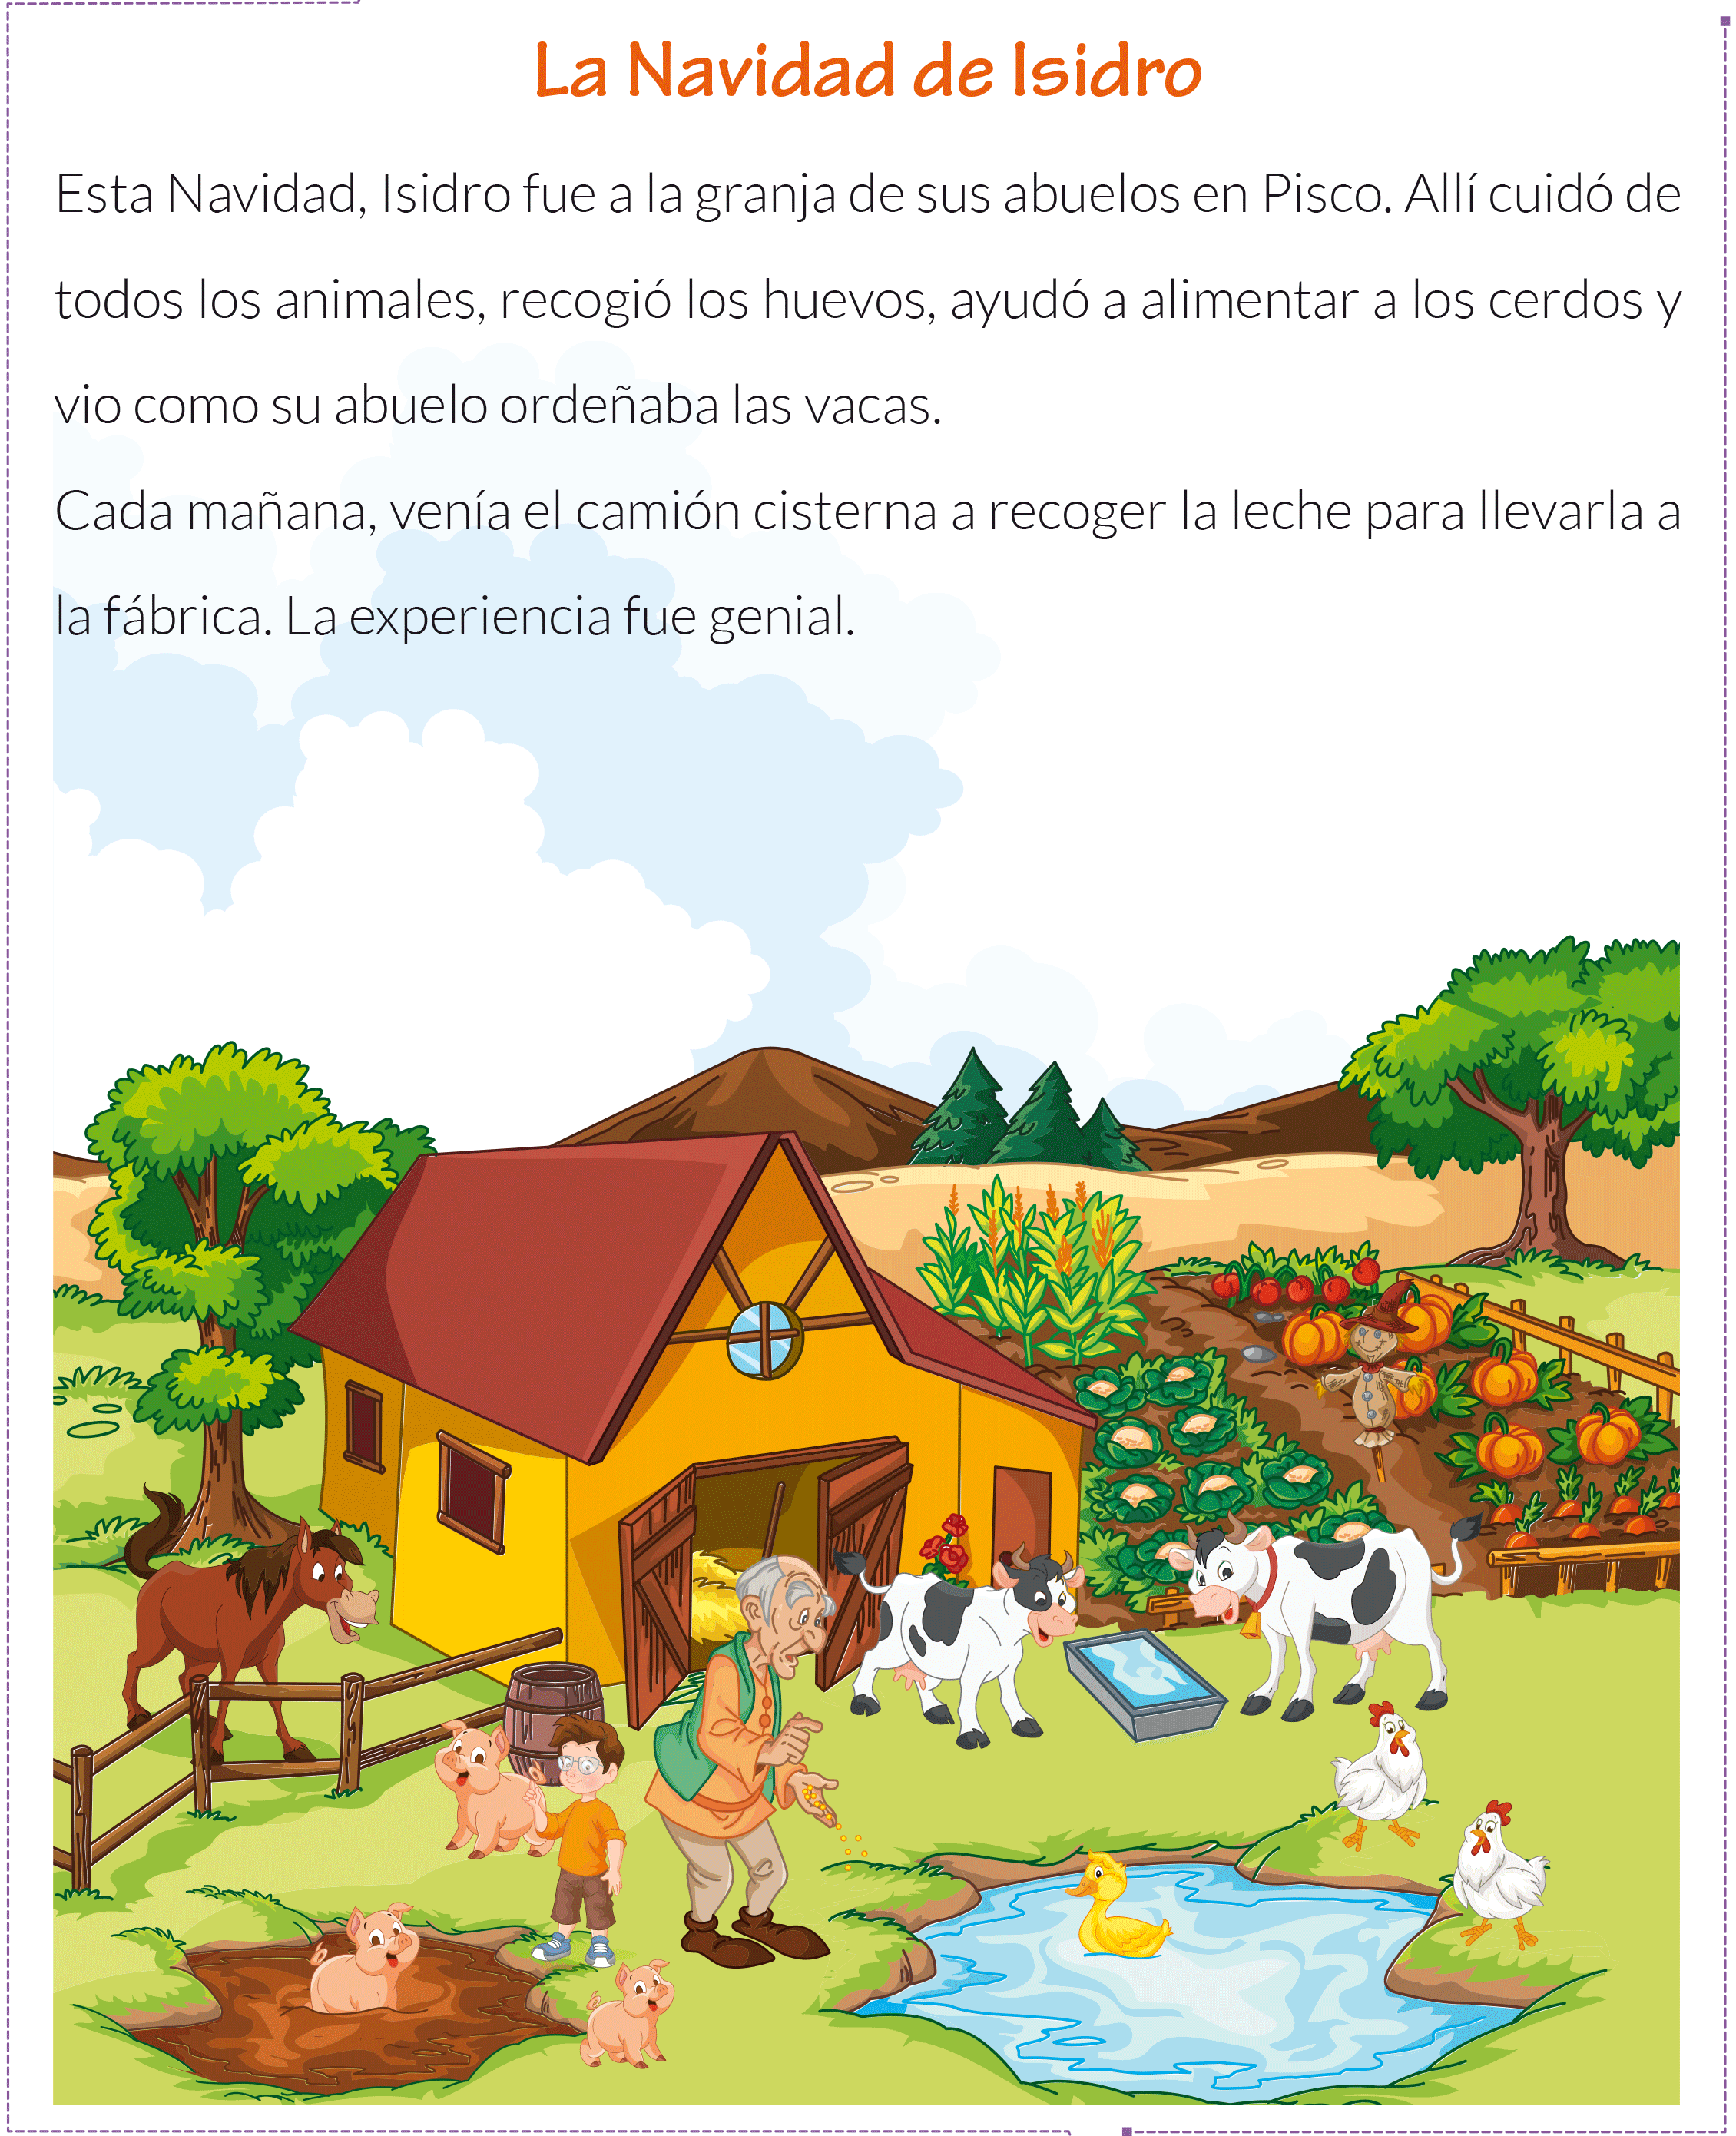 La Navidad de Isidro
Esta Navidad, Isidro fue a la granja de sus abuelos en Pisco. Allí cuidó de
todos los animales, recogió los huevos, ayudó a alimentar a los cerdos y
vio como su abuelo ordeñaba las vacas.
Cada mañana, venía el camión cisterna a recoger la leche para llevarla a
la fábrica. La experiencia fue genial.